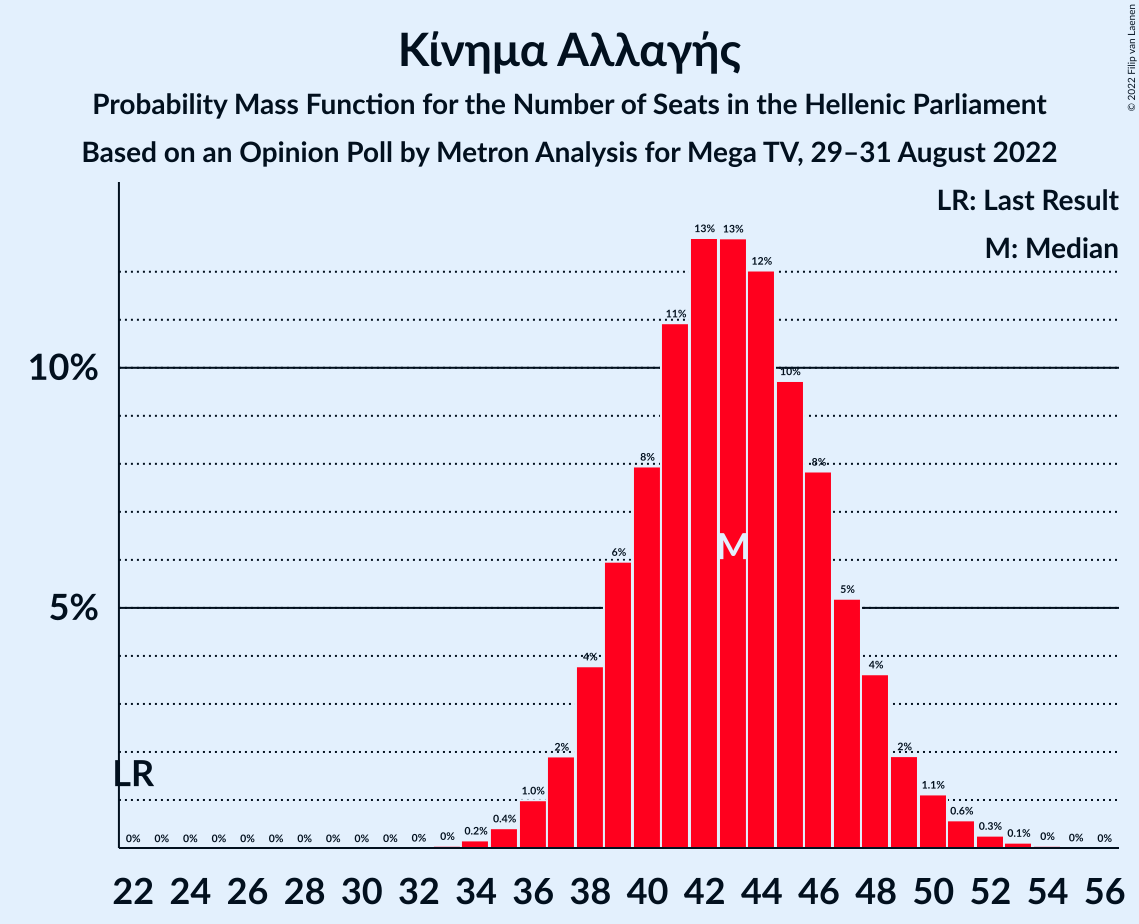 Κίνημα Αλλαγής
Probability Mass Function for the Number of Seats in the Hellenic Parliament
Based on an Opinion Poll by Metron Analysis for Mega TV, 29–31 August 2022
© 2022 Filip van Laenen
LR: Last Result
M: Median
10%
5%
0% 0% 0% 0% 0% 0% 0% 0% 0% 0% 0% 0% 0.2% 0.4% 1.0% 2% 4% 6% 8% 11% 13% 13% 12% 10% 8% 5% 4% 2% 1.1% 0.6% 0.3% 0.1% 0% 0% 0%
M
LR
22 24 26 28 30 32 34 36 38 40 42 44 46 48 50 52 54 56